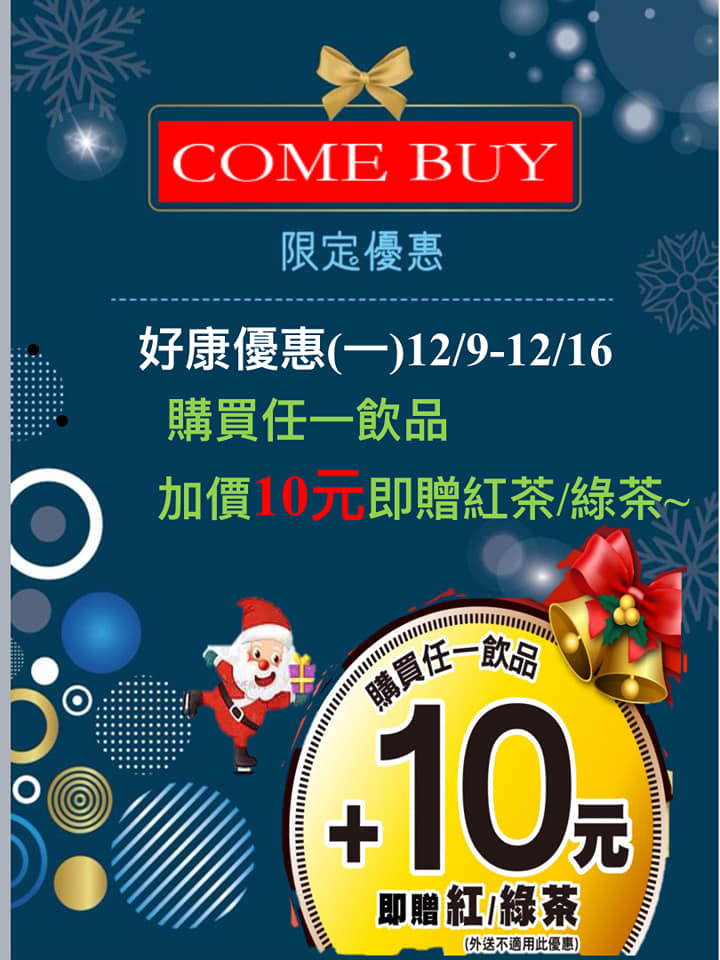 COME BUY
限定優惠
好康優惠(一)12/9-12/16
購買任一飲品
加價10元即贈紅茶/綠茶~
購買任一飲品
+10元
即贈紅/綠茶
(外送不適用此優惠)